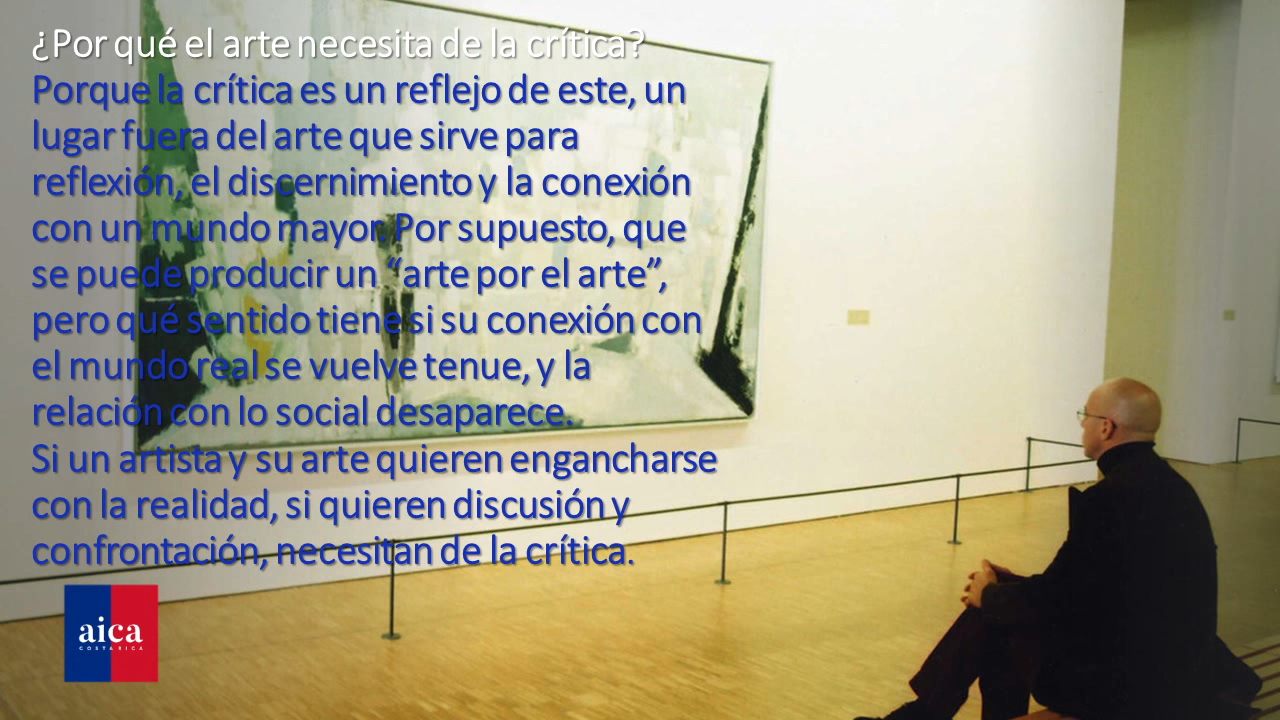 ¿Por qué el arte necesita de la crítica?
Porque la crítica es un reflejo de este, un
lugar fuera del arte que sirve para
reflexión, el discernimiento y la conexión
con un mundo mayor. Por supuesto, que
se puede producir un “arte por el arte”,
pero qué sentido tiene si su conexión con
el mundo real se vuelve tenue, y la
relación con lo social desaparece.
Si un artista y su arte quieren engancharse
con la realidad, si quieren discusión y
confrontación, necesitan de la crítica.
aica
COSTA RICA